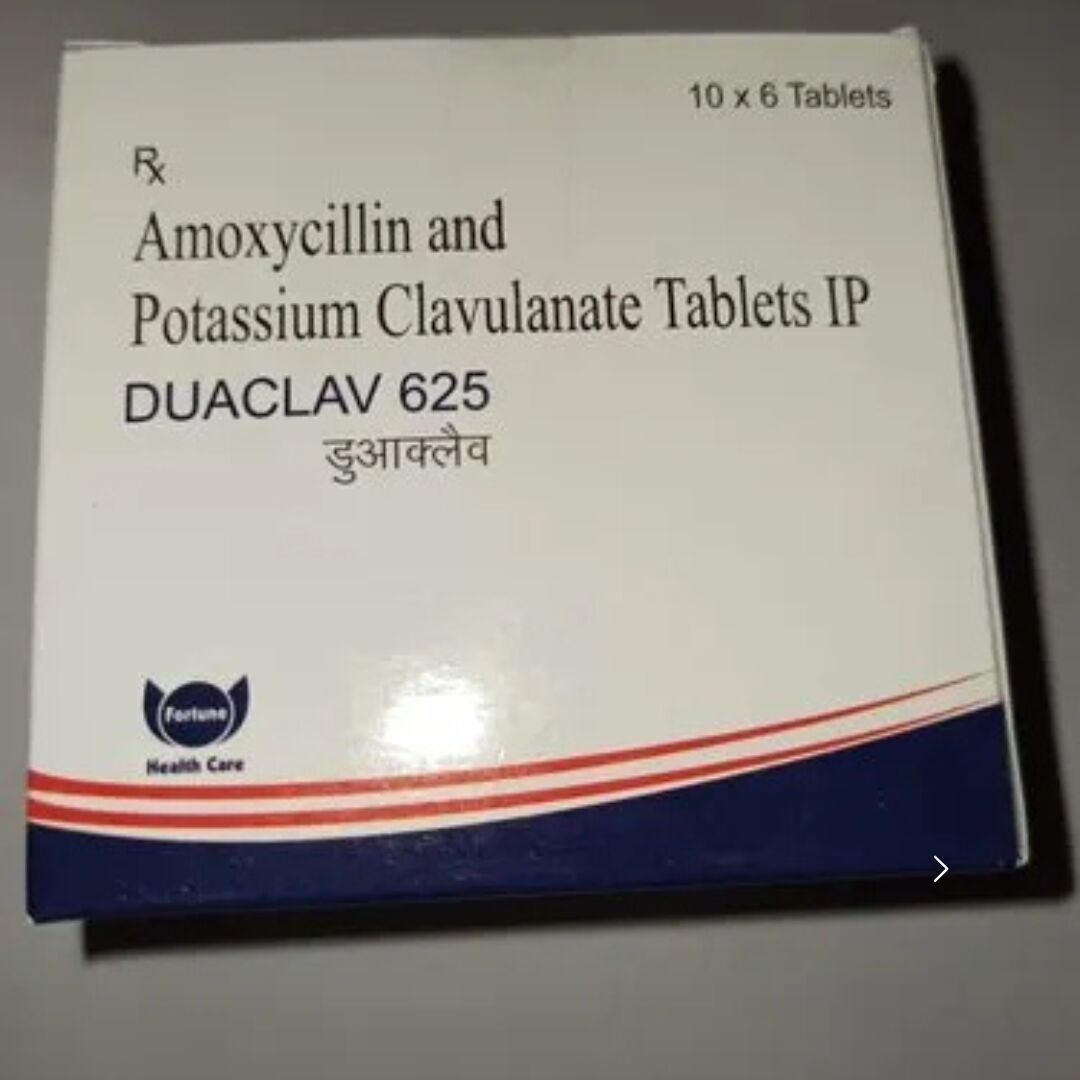 10 x 6 Tablets
Rx
Amoxycillin and
Potassium Clavulanate Tablets IP
DUACLAV 625
डुआक्लैव
Fortune
Health Care